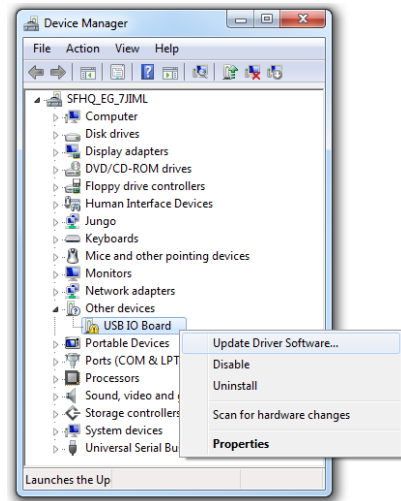 Device Manager
File Action View Help
SFHQ_EG_7JIML
Computer
Disk drives
Display adapters
DVD/CD-ROM drives
Floppy drive controllers
Human Interface Devices
Jungo
Keyboards
Mice and other pointing devices
Monitors
Network adapters
Other devices
USB IO Board
Update Driver Software...
Portable Devices
Disable
Ports (COM & LPT
Uninstall
Processors
Sound, video and
Scan for hardware changes
Storage controllers
System devices
Properties
Universal Serial Bu
Launches the Up